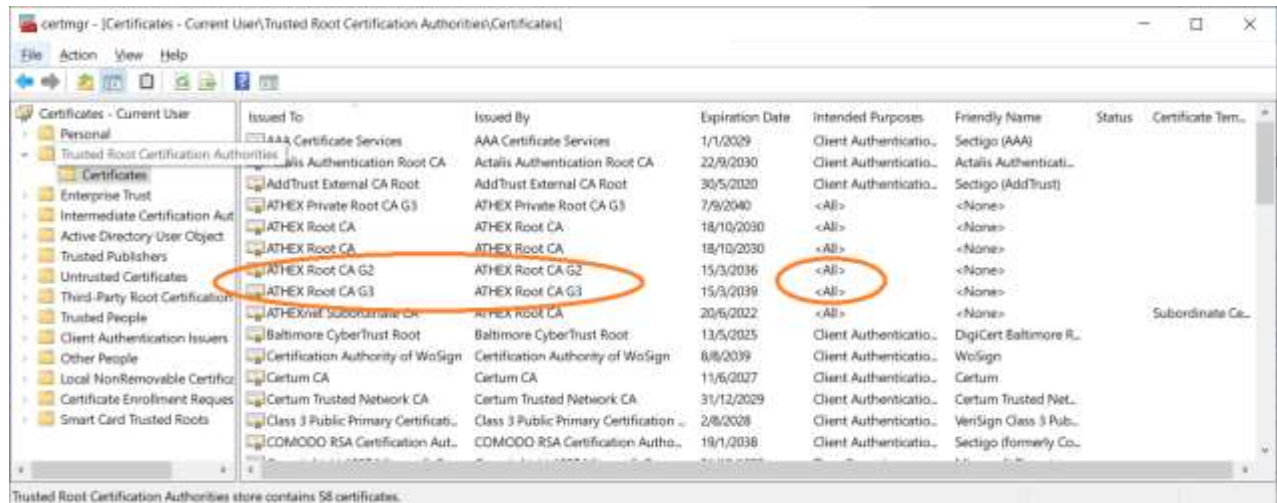 certmgr - [Certificates - Current User\Trusted Root Certification Authorities\Certificates]
File Action View Help
Certificates - Current User
Personal
Trusted Root Certification Authorities
Certificates
Enterprise Trust
Intermediate Certification Aut
Active Directory User Object
Trusted Publishers
Untrusted Certificates
Third-Party Root Certification
Trusted People
Client Authentication Issuers
Other People
Local NonRemovable Certific
Certificate Enrollment Reques
Smart Card Trusted Roots
Issued To Issued By Expiration Date Intended Purposes Friendly Name Status Certificate Tem...
AAA Certificate Services AAA Certificate Services 1/1/2029 Client Authenticatio... Sectigo (AAA)
Actalis Authentication Root CA Actalis Authentication Root CA 22/9/2030 Client Authenticatio... Actalis Authenticati...
AddTrust External CA Root AddTrust External CA Root 30/5/2020 Client Authenticatio... Sectigo (AddTrust)
ATHEX Private Root CA G3 ATHEX Private Root CA G3 7/9/2040 <All> <None>
ATHEX Root CA ATHEX Root CA 18/10/2030 <All> <None>
ATHEX Root CA ATHEX Root CA 18/10/2030 <All> <None>
ATHEX Root CA G2 ATHEX Root CA G2 15/3/2036 <All> <None>
ATHEX Root CA G3 ATHEX Root CA G3 15/3/2039 <All> <None>
ATHEXnet Subordinate CA ATHEX Root CA 20/6/2022 <All> <None> Subordinate Ce...
Baltimore CyberTrust Root Baltimore CyberTrust Root 13/5/2025 Client Authenticatio... DigiCert Baltimore R...
Certification Authority of WoSign Certification Authority of WoSign 8/8/2039 Client Authenticatio... WoSign
Certum CA Certum CA 11/6/2027 Client Authenticatio... Certum
Certum Trusted Network CA Certum Trusted Network CA 31/12/2029 Client Authenticatio... Certum Trusted Net...
Class 3 Public Primary Certificati... Class 3 Public Primary Certification ... 2/8/2028 Client Authenticatio... VeriSign Class 3 Pub...
COMODO RSA Certification Aut... COMODO RSA Certification Autho... 19/1/2038 Client Authenticatio... Sectigo (formerly Co...
Trusted Root Certification Authorities store contains 58 certificates.